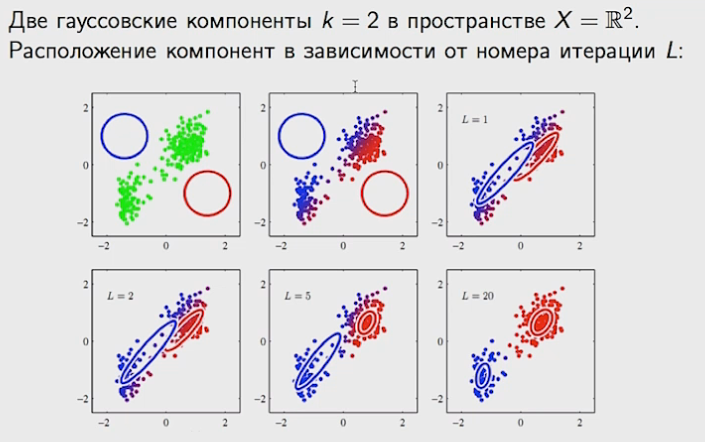 Две гауссовские компоненты k = 2 в пространстве X = ℝ².
Расположение компонент в зависимости от номера итерации L:
2
0
−2
−2 0 2
2
0
−2
−2 0 2
L = 1
2
0
−2
−2 0 2
L = 2
2
0
−2
−2 0 2
L = 5
2
0
−2
−2 0 2
L = 20
2
0
−2
−2 0 2